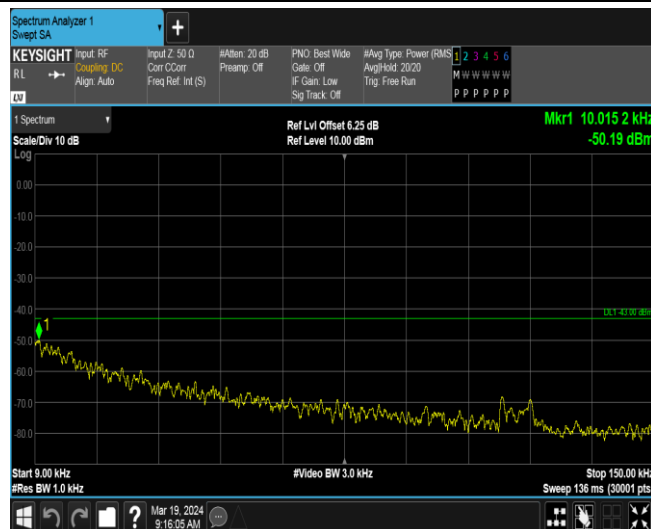 Spectrum Analyzer 1
Swept SA
+
KEYSIGHT
RL
LXI
Input: RF
Coupling: DC
Align: Auto
Input Z: 50 Ω
Corr CCorr
Freq Ref: Int (S)
#Atten: 20 dB
Preamp: Off
PNO: Best Wide
Gate: Off
IF Gain: Low
Sig Track: Off
#Avg Type: Power (RMS
Avg|Hold: 20/20
Trig: Free Run
1 2 3 4 5 6
M W W W W W
P P P P P P
1 Spectrum
Scale/Div 10 dB
Ref Lvl Offset 6.25 dB
Ref Level 10.00 dBm
Mkr1 10.015 2 kHz
-50.19 dBm
Log
0.00
-10.0
-20.0
-30.0
-40.0
-50.0
-60.0
-70.0
-80.0
DL1 -43.00 dBm
1
Start 9.00 kHz
#Res BW 1.0 kHz
#Video BW 3.0 kHz
Stop 150.00 kHz
Sweep 136 ms (30001 pts
?
Mar 19, 2024
9:16:05 AM